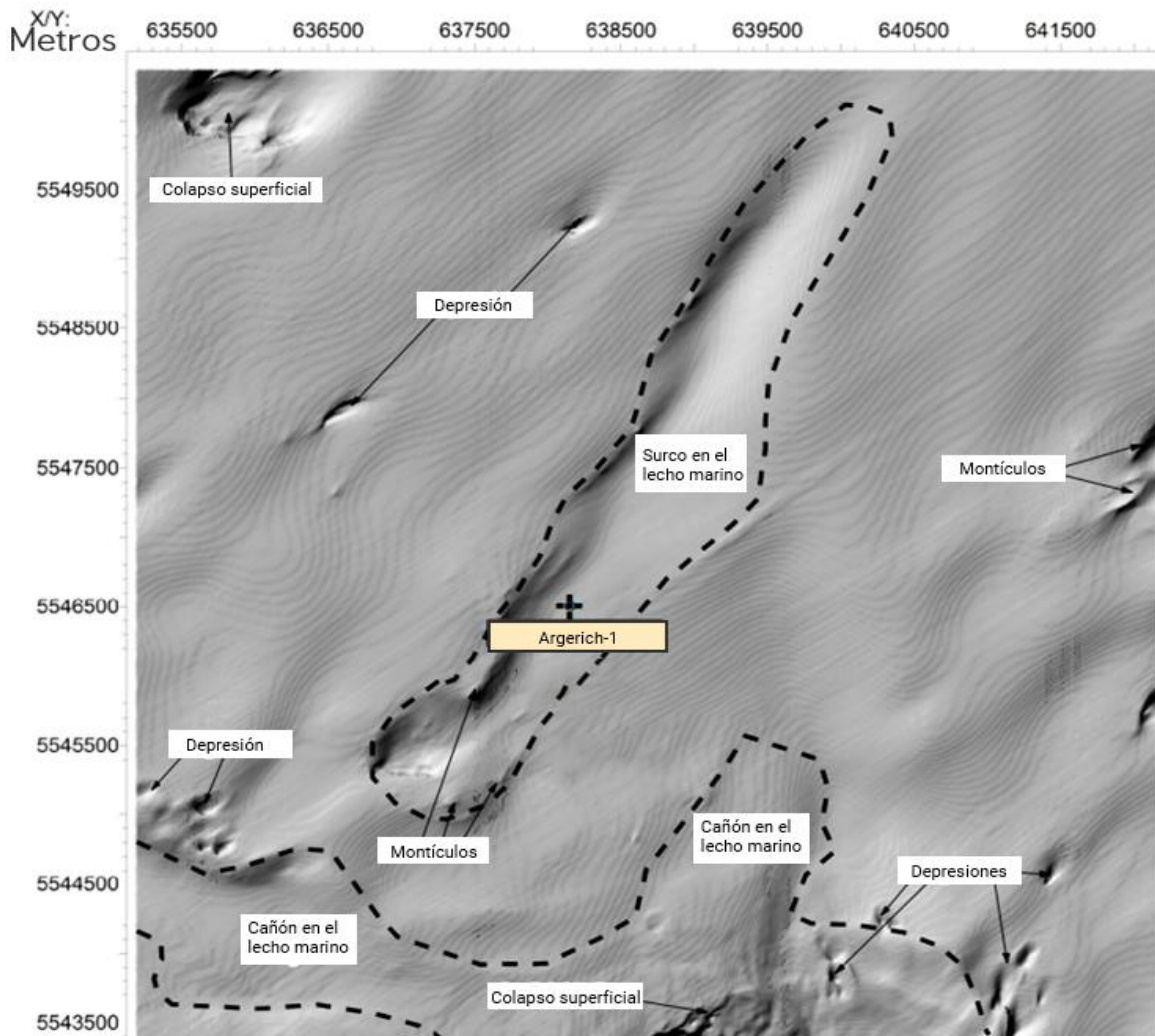 X/Y:
Metros
635500 636500 637500 638500 639500 640500 641500
Colapso superficial
5549500
Depresión
5548500
Surco en el
lecho marino
Montículos
5547500
5546500
Argerich-1
Depresión
5545500
Cañón en el
lecho marino
Montículos
Depresiones
5544500
Cañón en el
lecho marino
Colapso superficial
5543500